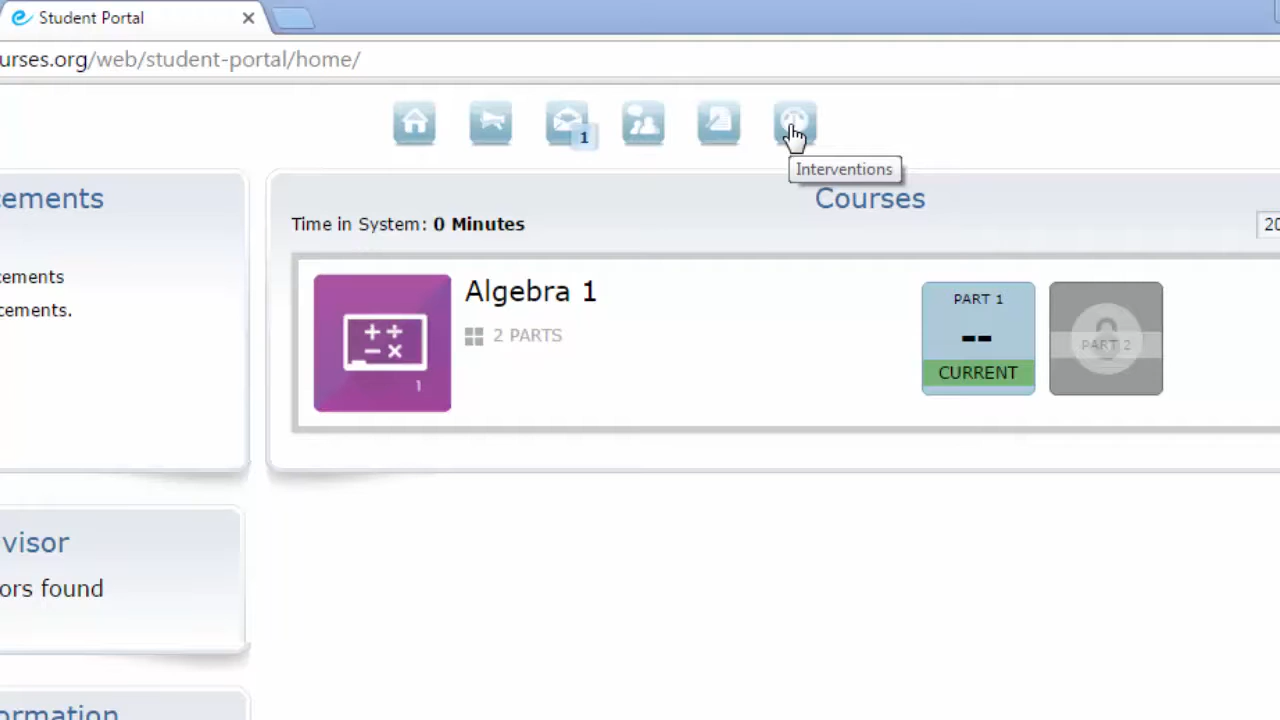 Student Portal
urses.org/web/student-portal/home/
1
Interventions
cements
Courses
Time in System: 0 Minutes
20
cements
cements.
Algebra 1
2 PARTS
PART 1
--
CURRENT
PART 2
++
−×
1
visor
ors found
ormation